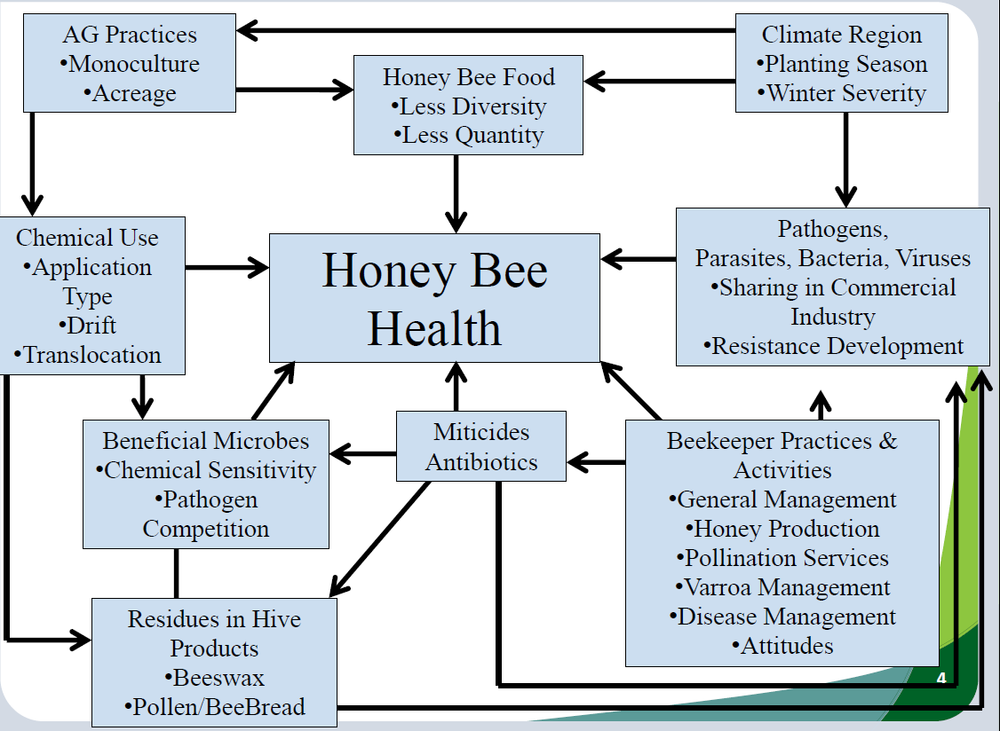 AG Practices
•Monoculture
•Acreage
Climate Region
•Planting Season
•Winter Severity
Honey Bee Food
•Less Diversity
•Less Quantity
Chemical Use
•Application
Type
•Drift
•Translocation
Honey Bee
Health
Pathogens,
Parasites, Bacteria, Viruses
•Sharing in Commercial
Industry
•Resistance Development
Beneficial Microbes
•Chemical Sensitivity
•Pathogen
Competition
Miticides
Antibiotics
Beekeeper Practices &
Activities
•General Management
•Honey Production
•Pollination Services
•Varroa Management
•Disease Management
•Attitudes
Residues in Hive
Products
•Beeswax
•Pollen/BeeBread
4